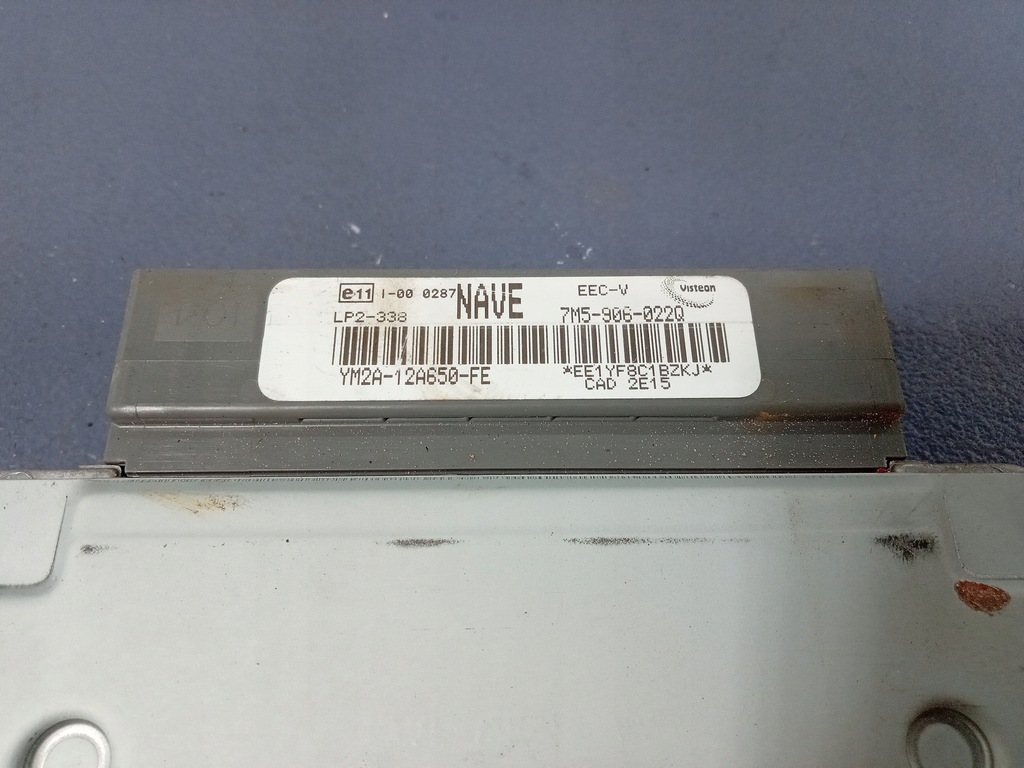 e11 I-00 0287 NAVE EEC-V Visteon
LP2-338 7M5-906-022Q
YM2A-12A650-FE *EE1YF8C1BZKJ*
CAD 2E15